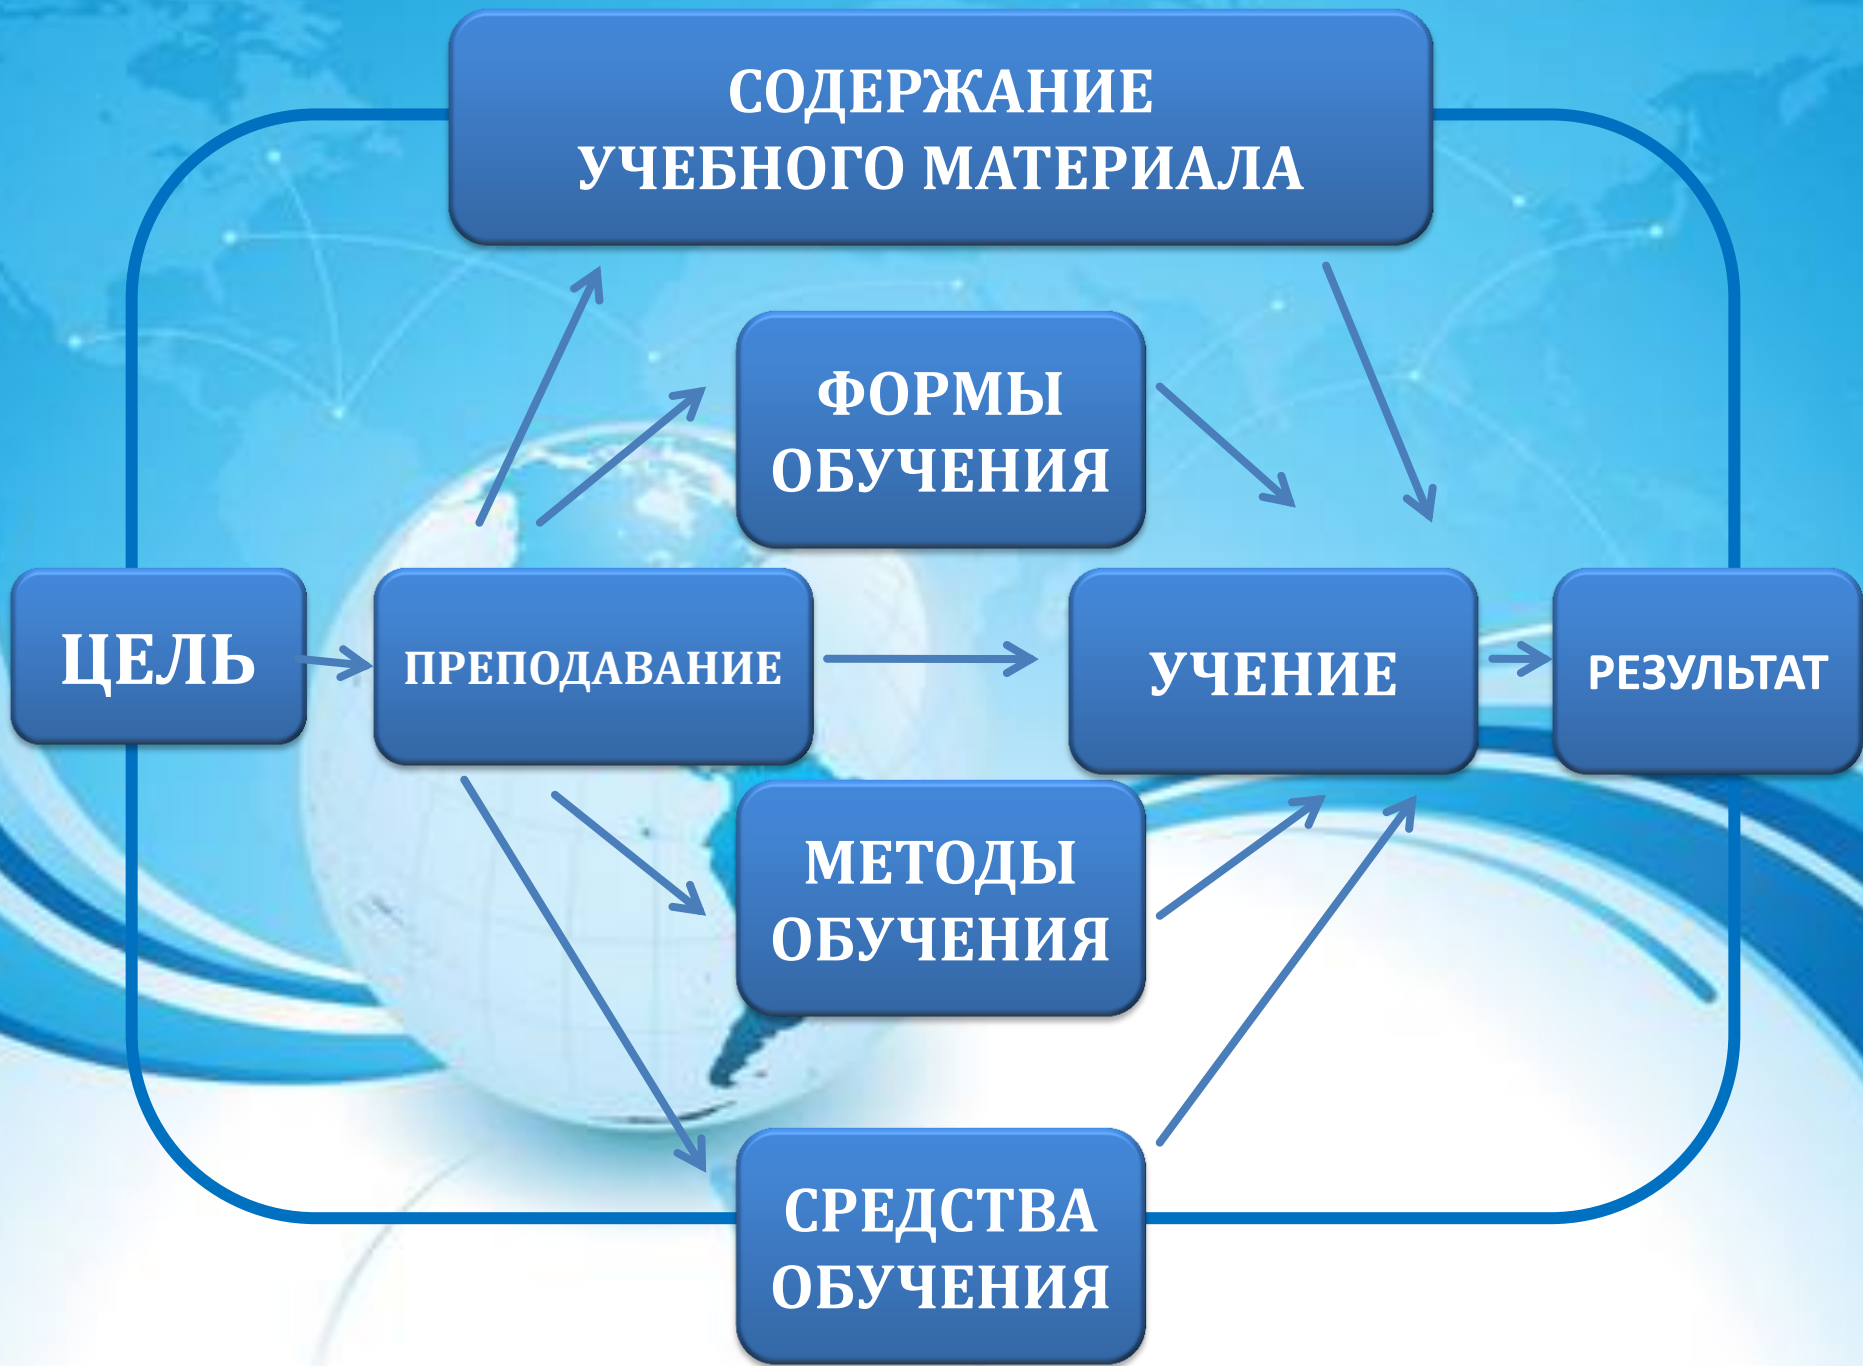 СОДЕРЖАНИЕ
УЧЕБНОГО МАТЕРИАЛА
ФОРМЫ
ОБУЧЕНИЯ
ЦЕЛЬ
ПРЕПОДАВАНИЕ
УЧЕНИЕ
РЕЗУЛЬТАТ
МЕТОДЫ
ОБУЧЕНИЯ
СРЕДСТВА
ОБУЧЕНИЯ